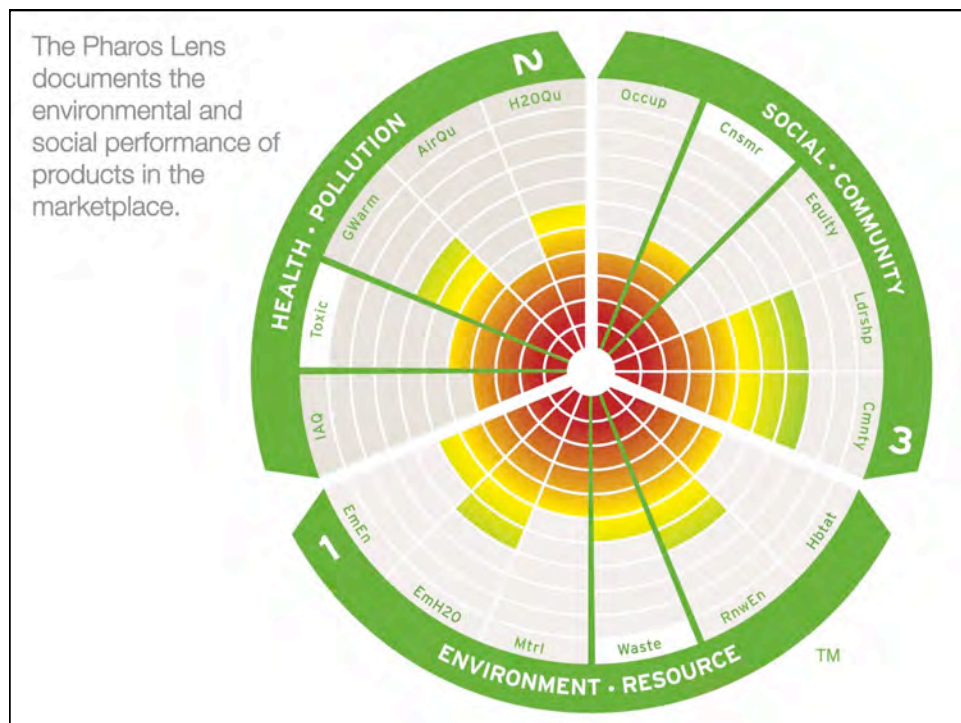 The Pharos Lens
documents the
environmental and
social performance of
products in the
marketplace.
2
HEALTH · POLLUTION
IAQ
Toxic
GWarm
AirQu
H2OQu
SOCIAL · COMMUNITY
3
Occup
Cnsmr
Equity
Ldrshp
Cmnty
1
ENVIRONMENT · RESOURCE
EmEn
EmH2O
Mtrl
Waste
RnwEn
Hbtat
TM